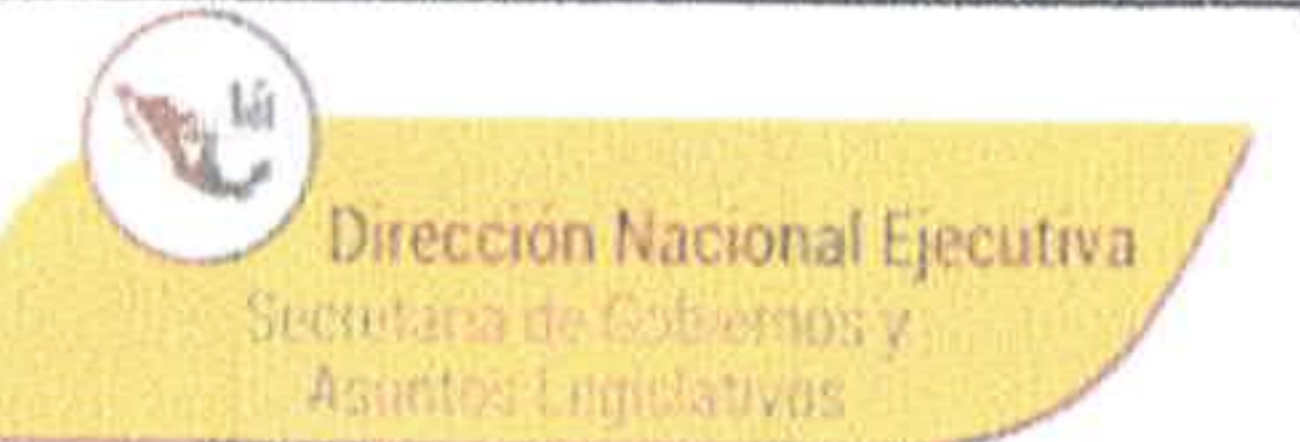 Dirección Nacional Ejecutiva
Secretaría de Gobiernos y
Asuntos Legislativos